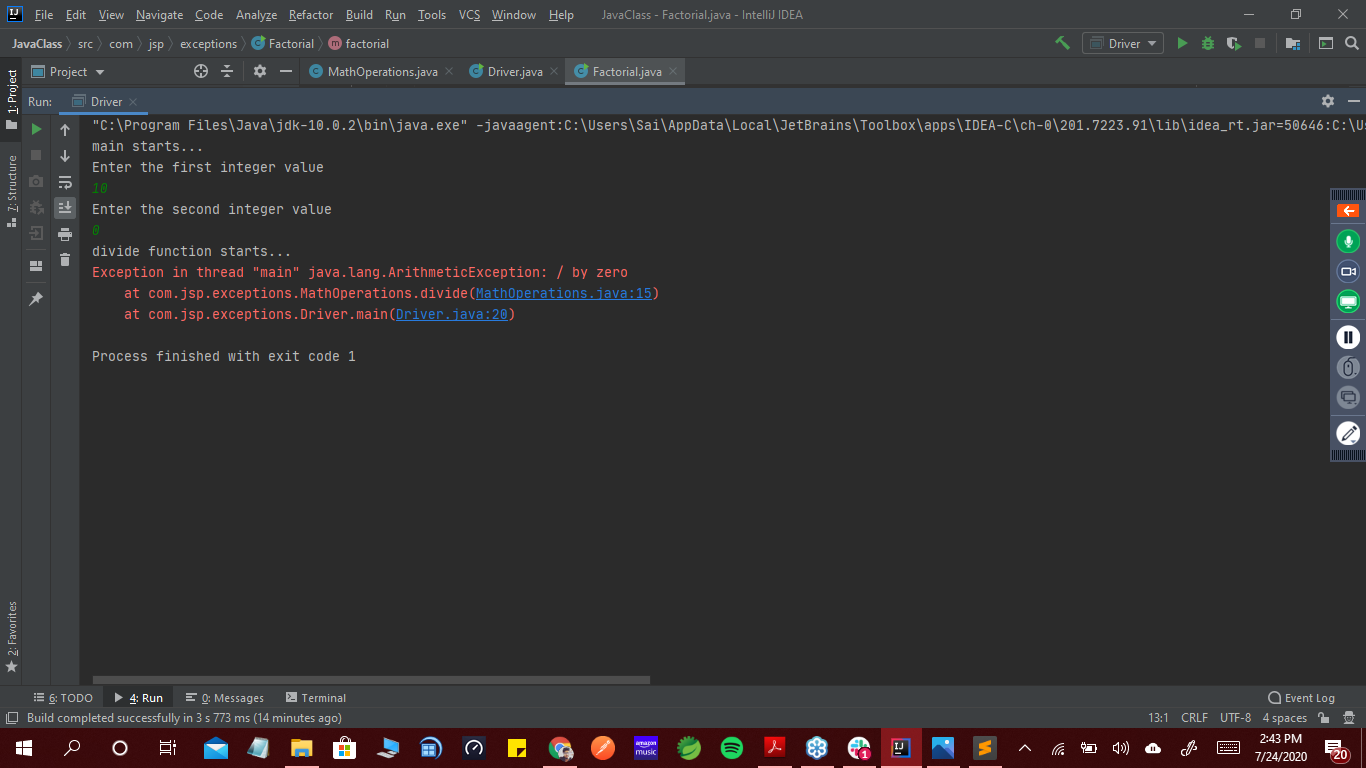 File Edit View Navigate Code Analyze Refactor Build Run Tools VCS Window Help JavaClass - Factorial.java - IntelliJ IDEA
JavaClass src com jsp exceptions Factorial factorial Driver
Project MathOperations.java Driver.java Factorial.java
1: Project
Run: Driver
"C:\Program Files\Java\jdk-10.0.2\bin\java.exe" -javaagent:C:\Users\Sai\AppData\Local\JetBrains\Toolbox\apps\IDEA-C\ch-0\201.7223.91\lib\idea_rt.jar=50646:C:\Us
main starts...
Enter the first integer value
10
Enter the second integer value
0
divide function starts...
Exception in thread "main" java.lang.ArithmeticException: / by zero
at com.jsp.exceptions.MathOperations.divide(MathOperations.java:15)
at com.jsp.exceptions.Driver.main(Driver.java:20)
Process finished with exit code 1
7: Structure
2: Favorites
6: TODO 4: Run 0: Messages Terminal Event Log
Build completed successfully in 3 s 773 ms (14 minutes ago) 13:1 CRLF UTF-8 4 spaces
amazon music
1
2:43 PM
7/24/2020
20